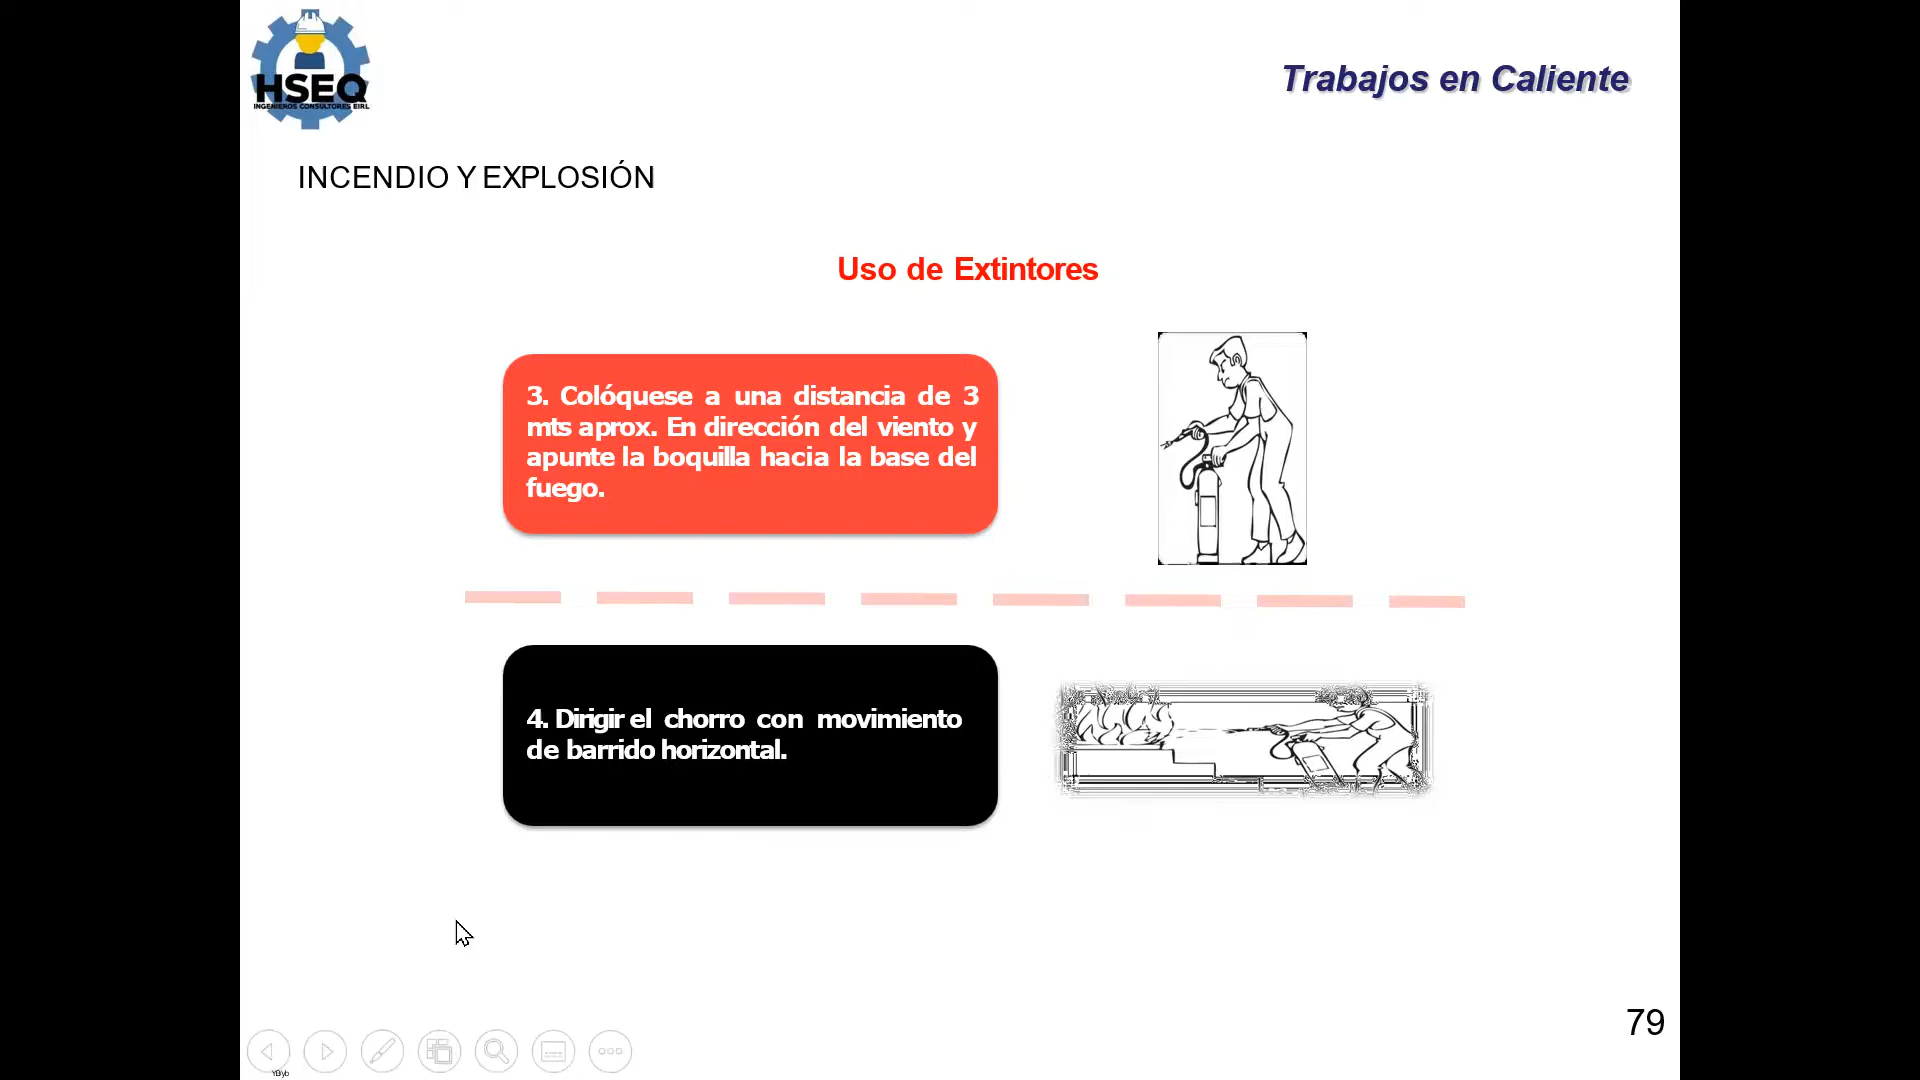 HSEQ
INGENIEROS CONSULTORES EIRL
Trabajos en Caliente
INCENDIO Y EXPLOSIÓN
Uso de Extintores
3. Colóquese a una distancia de 3
mts aprox. En dirección del viento y
apunte la boquilla hacia la base del
fuego.
4. Dirigir el chorro con movimiento
de barrido horizontal.
79